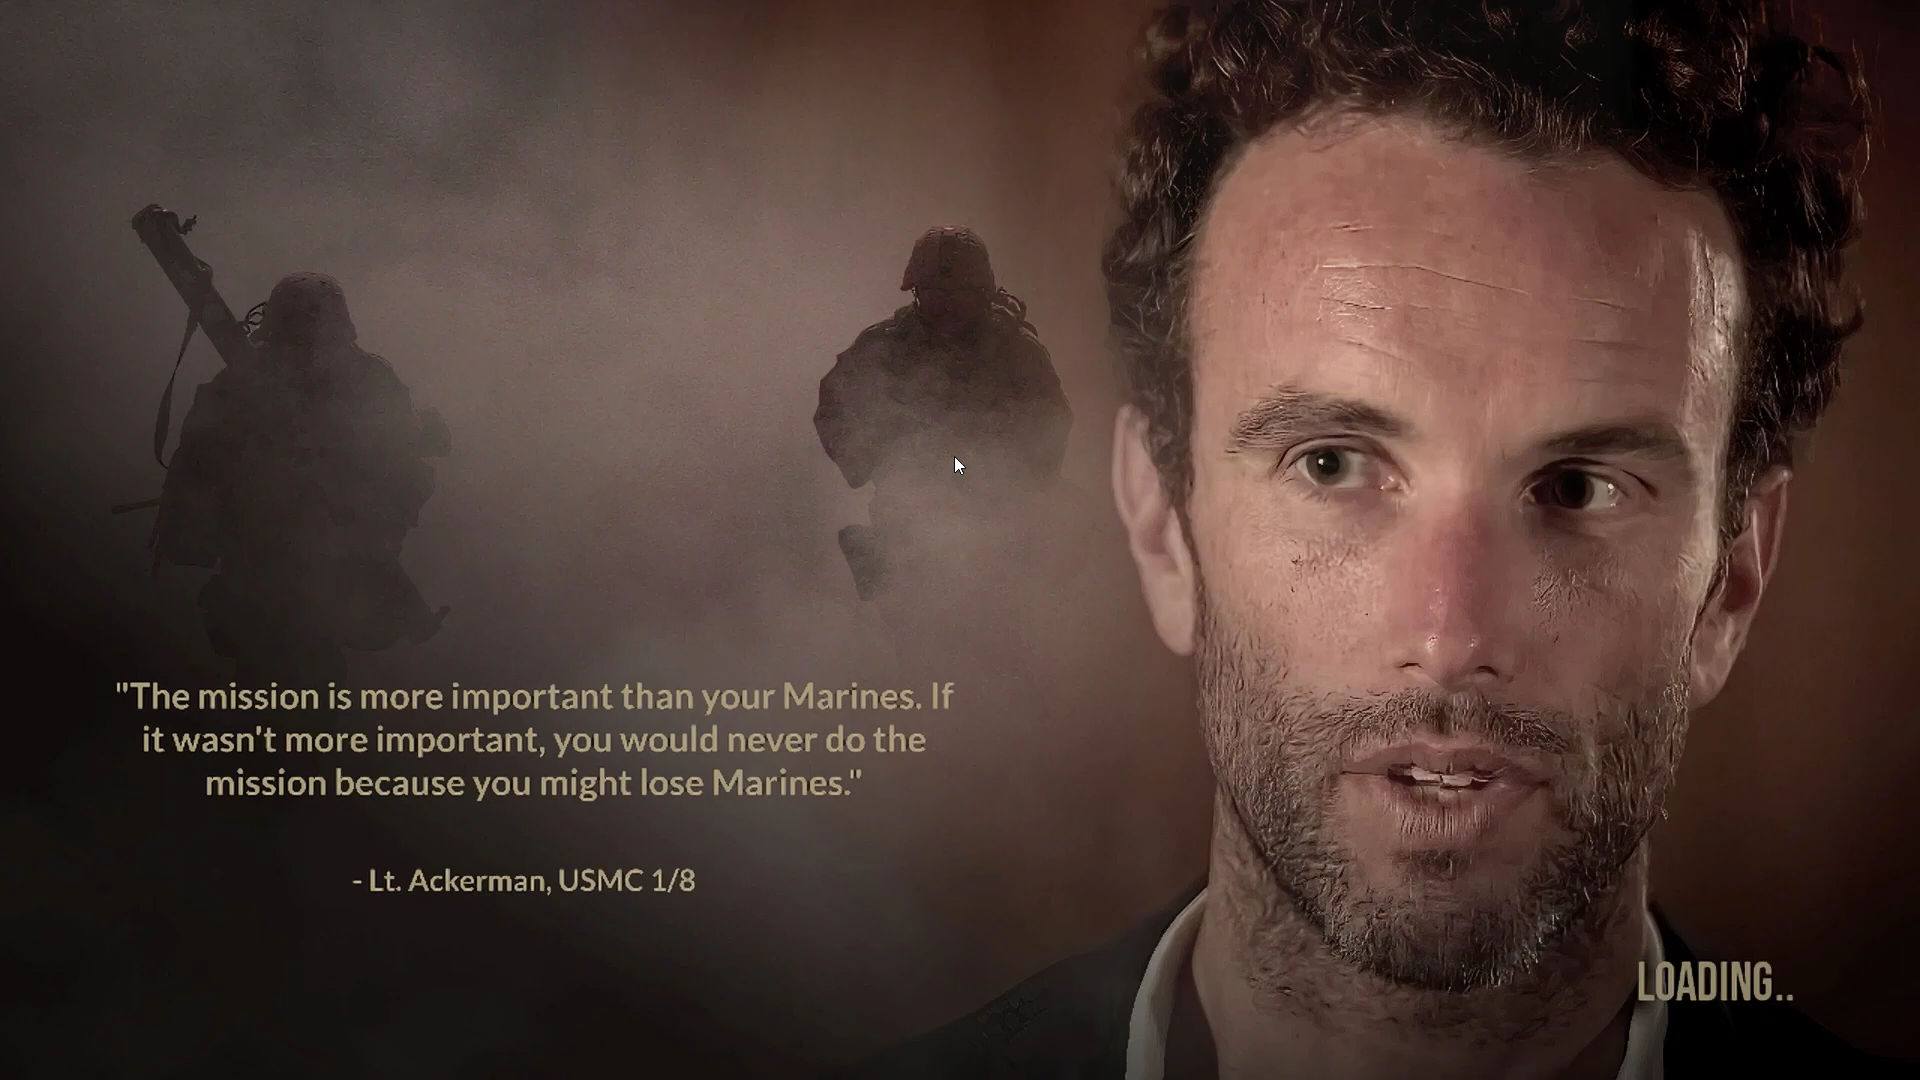 "The mission is more important than your Marines. If
it wasn't more important, you would never do the
mission because you might lose Marines."
- Lt. Ackerman, USMC 1/8
LOADING..